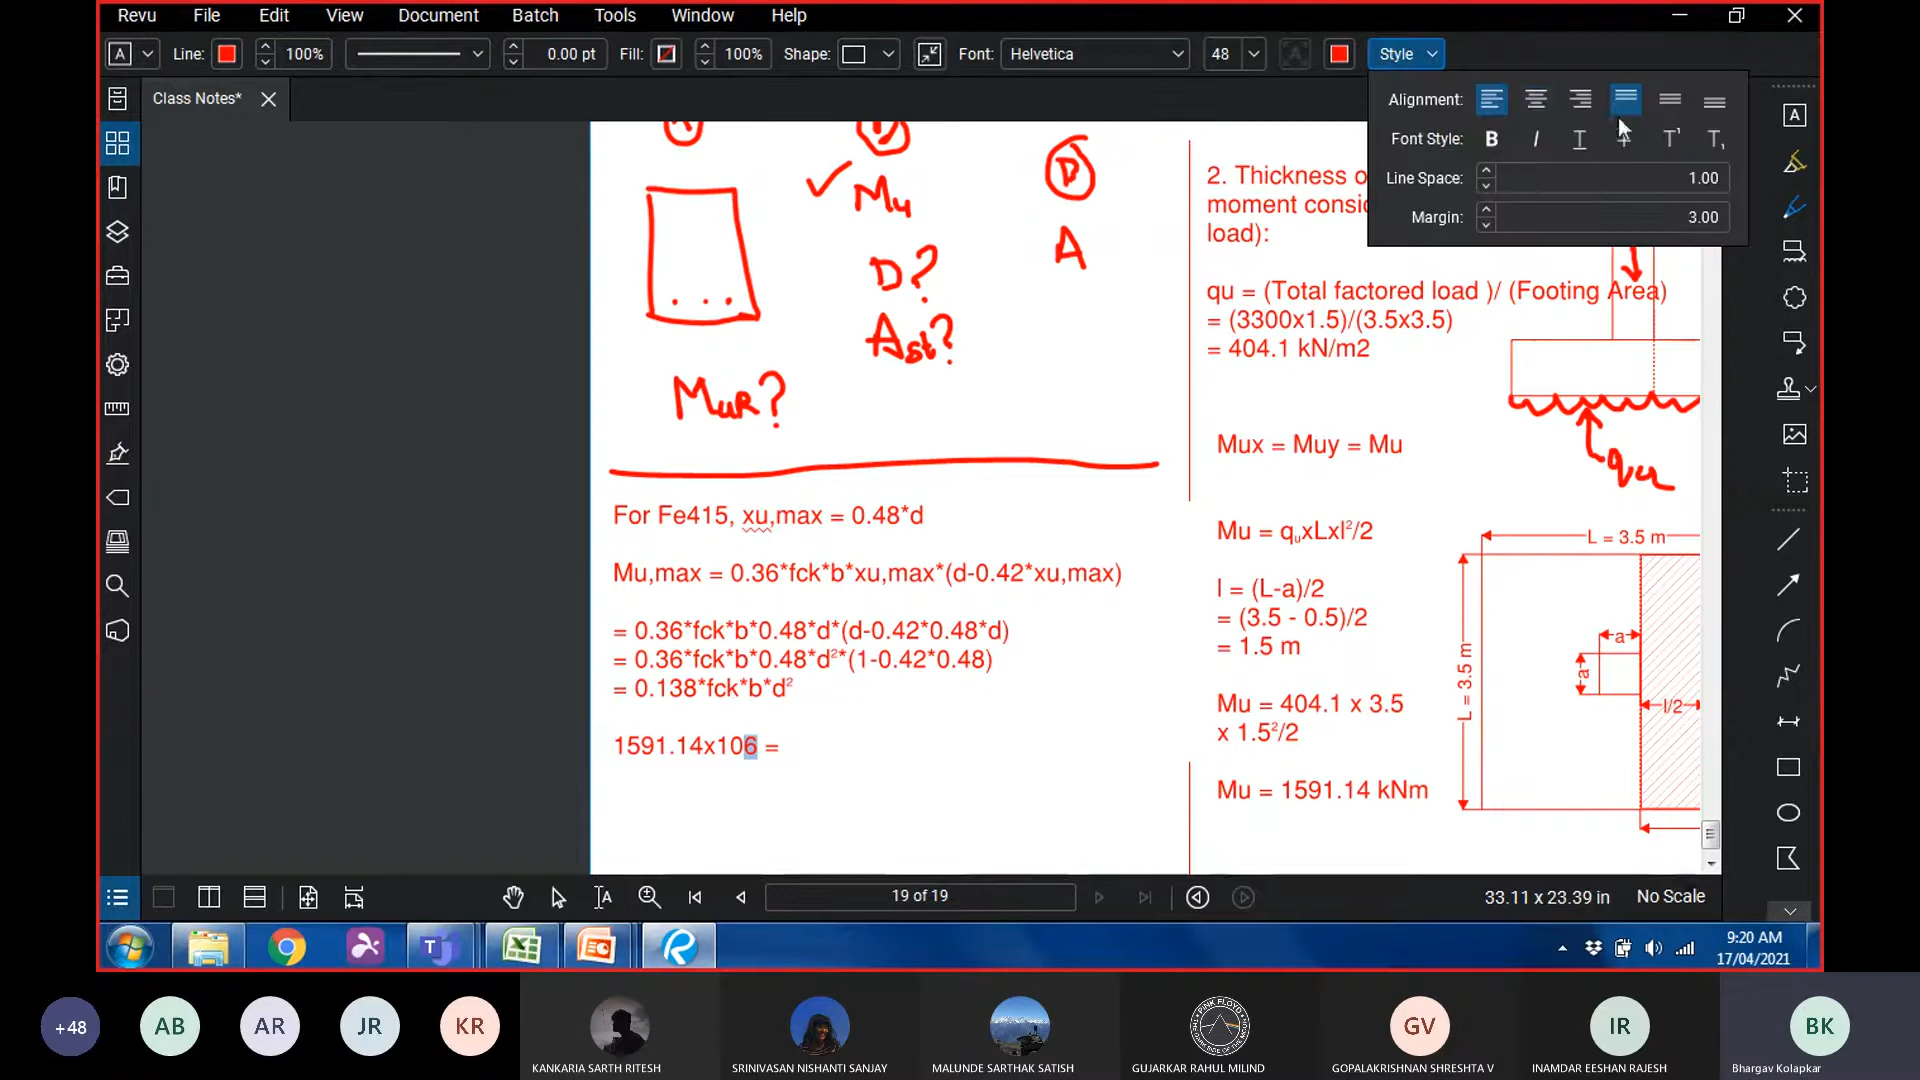 Revu File Edit View Document Batch Tools Window Help
A Line: 100% 0.00 pt Fill: 100% Shape: Font: Helvetica 48 A Style
Class Notes*
Alignment:
Font Style: B I T T T¹ T,
Line Space: 1.00
Margin: 3.00
A
Mu
D?
Ast?
MuR?
D
A
For Fe415, xu,max = 0.48*d
Mu,max = 0.36*fck*b*xu,max*(d-0.42*xu,max)
= 0.36*fck*b*0.48*d*(d-0.42*0.48*d)
= 0.36*fck*b*0.48*d²*(1-0.42*0.48)
= 0.138*fck*b*d²
1591.14x106 =
2. Thickness o
moment consid
load):
qu = (Total factored load )/ (Footing Area)
= (3300x1.5)/(3.5x3.5)
= 404.1 kN/m2
qu
Mux = Muy = Mu
Mu = quxLxl²/2
l = (L-a)/2
= (3.5 - 0.5)/2
= 1.5 m
Mu = 404.1 x 3.5
x 1.5²/2
Mu = 1591.14 kNm
L = 3.5 m
L = 3.5 m
a
a
l/2
19 of 19
33.11 x 23.39 in No Scale
9:20 AM
17/04/2021
+48 AB AR JR KR GV IR BK
PINK FLOYD
KANKARIA SARTH RITESH
SRINIVASAN NISHANTI SANJAY
MALUNDE SARTHAK SATISH
GUJARKAR RAHUL MILIND
GOPALAKRISHNAN SHRESHTA V
INAMDAR EESHAN RAJESH
Bhargav Kolapkar